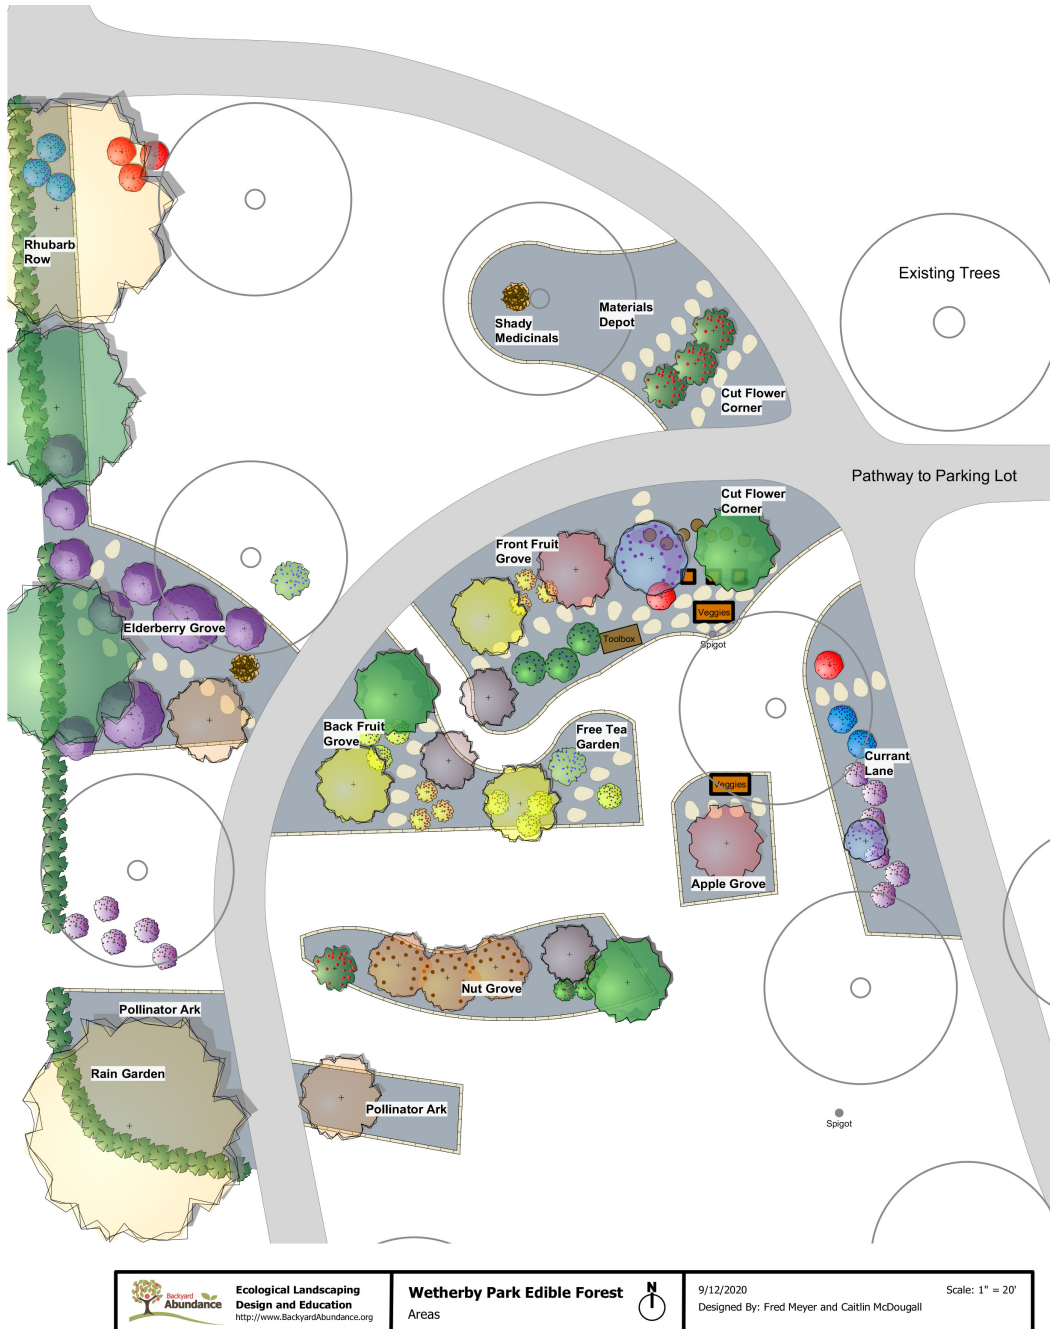 Existing Trees
Rhubarb
Row
Materials
Depot
Shady
Medicinals
Cut Flower
Corner
Pathway to Parking Lot
Cut Flower
Corner
Front Fruit
Grove
Veggies
Elderberry Grove
Toolbox
Spigot
Back Fruit
Grove
Free Tea
Garden
Currant
Lane
Veggies
Apple Grove
Nut Grove
Pollinator Ark
Rain Garden
Pollinator Ark
Spigot
Backyard
Abundance
Ecological Landscaping
Design and Education
http://www.BackyardAbundance.org
Wetherby Park Edible Forest
Areas
N
9/12/2020
Scale: 1" = 20'
Designed By: Fred Meyer and Caitlin McDougall